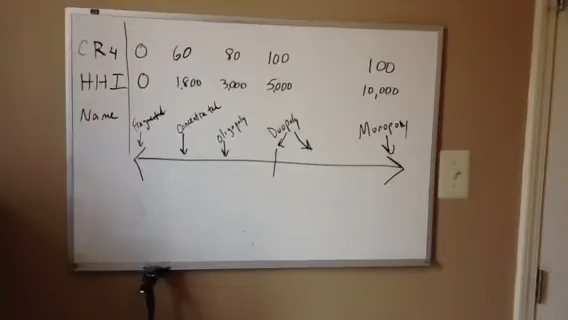 CR4 0 60 80 100 100
HHI 0 1,800 3,000 5,000 10,000
Name Fragmented Concentrated Oligopoly Duopoly Monopoly